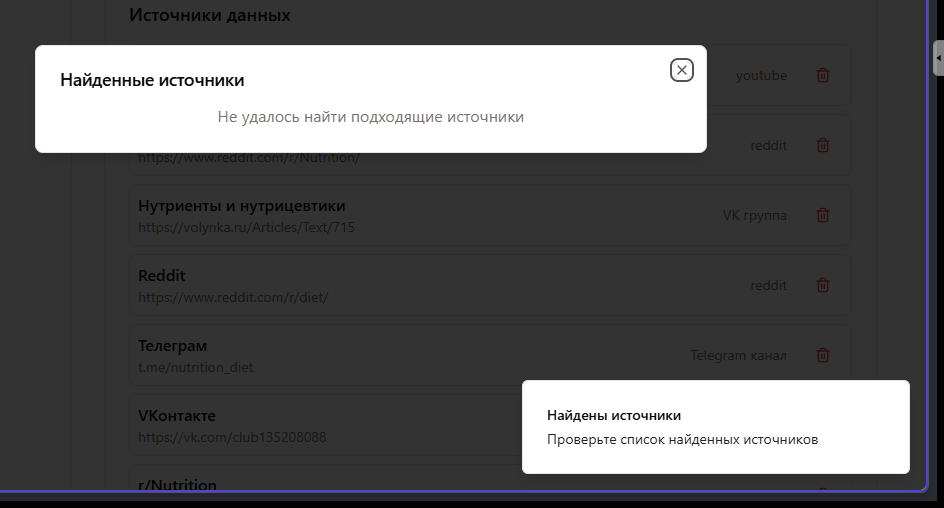 Источники данных
Найденные источники
youtube
Не удалось найти подходящие источники
reddit
https://www.reddit.com/r/Nutrition/
Нутриенты и нутрицевтики
VK группа
https://volynka.ru/Articles/Text/715
Reddit
reddit
https://www.reddit.com/r/diet/
Телеграм
Telegram канал
t.me/nutrition_diet
VКонтакте
https://vk.com/club135208088
Найдены источники
Проверьте список найденных источников
r/Nutrition